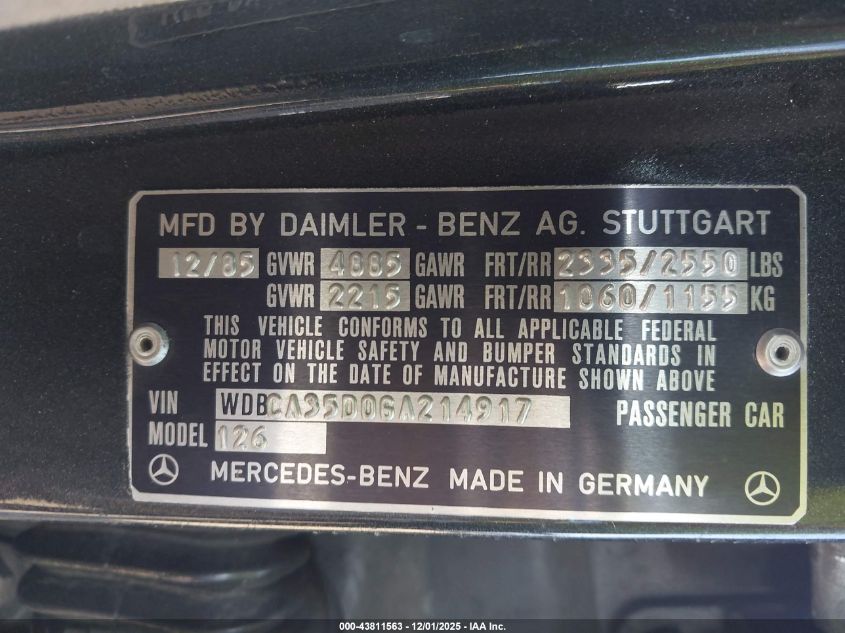 MFD BY DAIMLER - BENZ AG. STUTTGART
12/85 GVWR 4885 GAWR FRT/RR 2335/2550 LBS
GVWR 2215 GAWR FRT/RR 1060/1155 KG
THIS VEHICLE CONFORMS TO ALL APPLICABLE FEDERAL
MOTOR VEHICLE SAFETY AND BUMPER STANDARDS IN
EFFECT ON THE DATE OF MANUFACTURE SHOWN ABOVE
VIN WDBCA35D0GA214917 PASSENGER CAR
MODEL 126
MERCEDES-BENZ MADE IN GERMANY
000-43811563 - 12/01/2025 - IAA Inc.